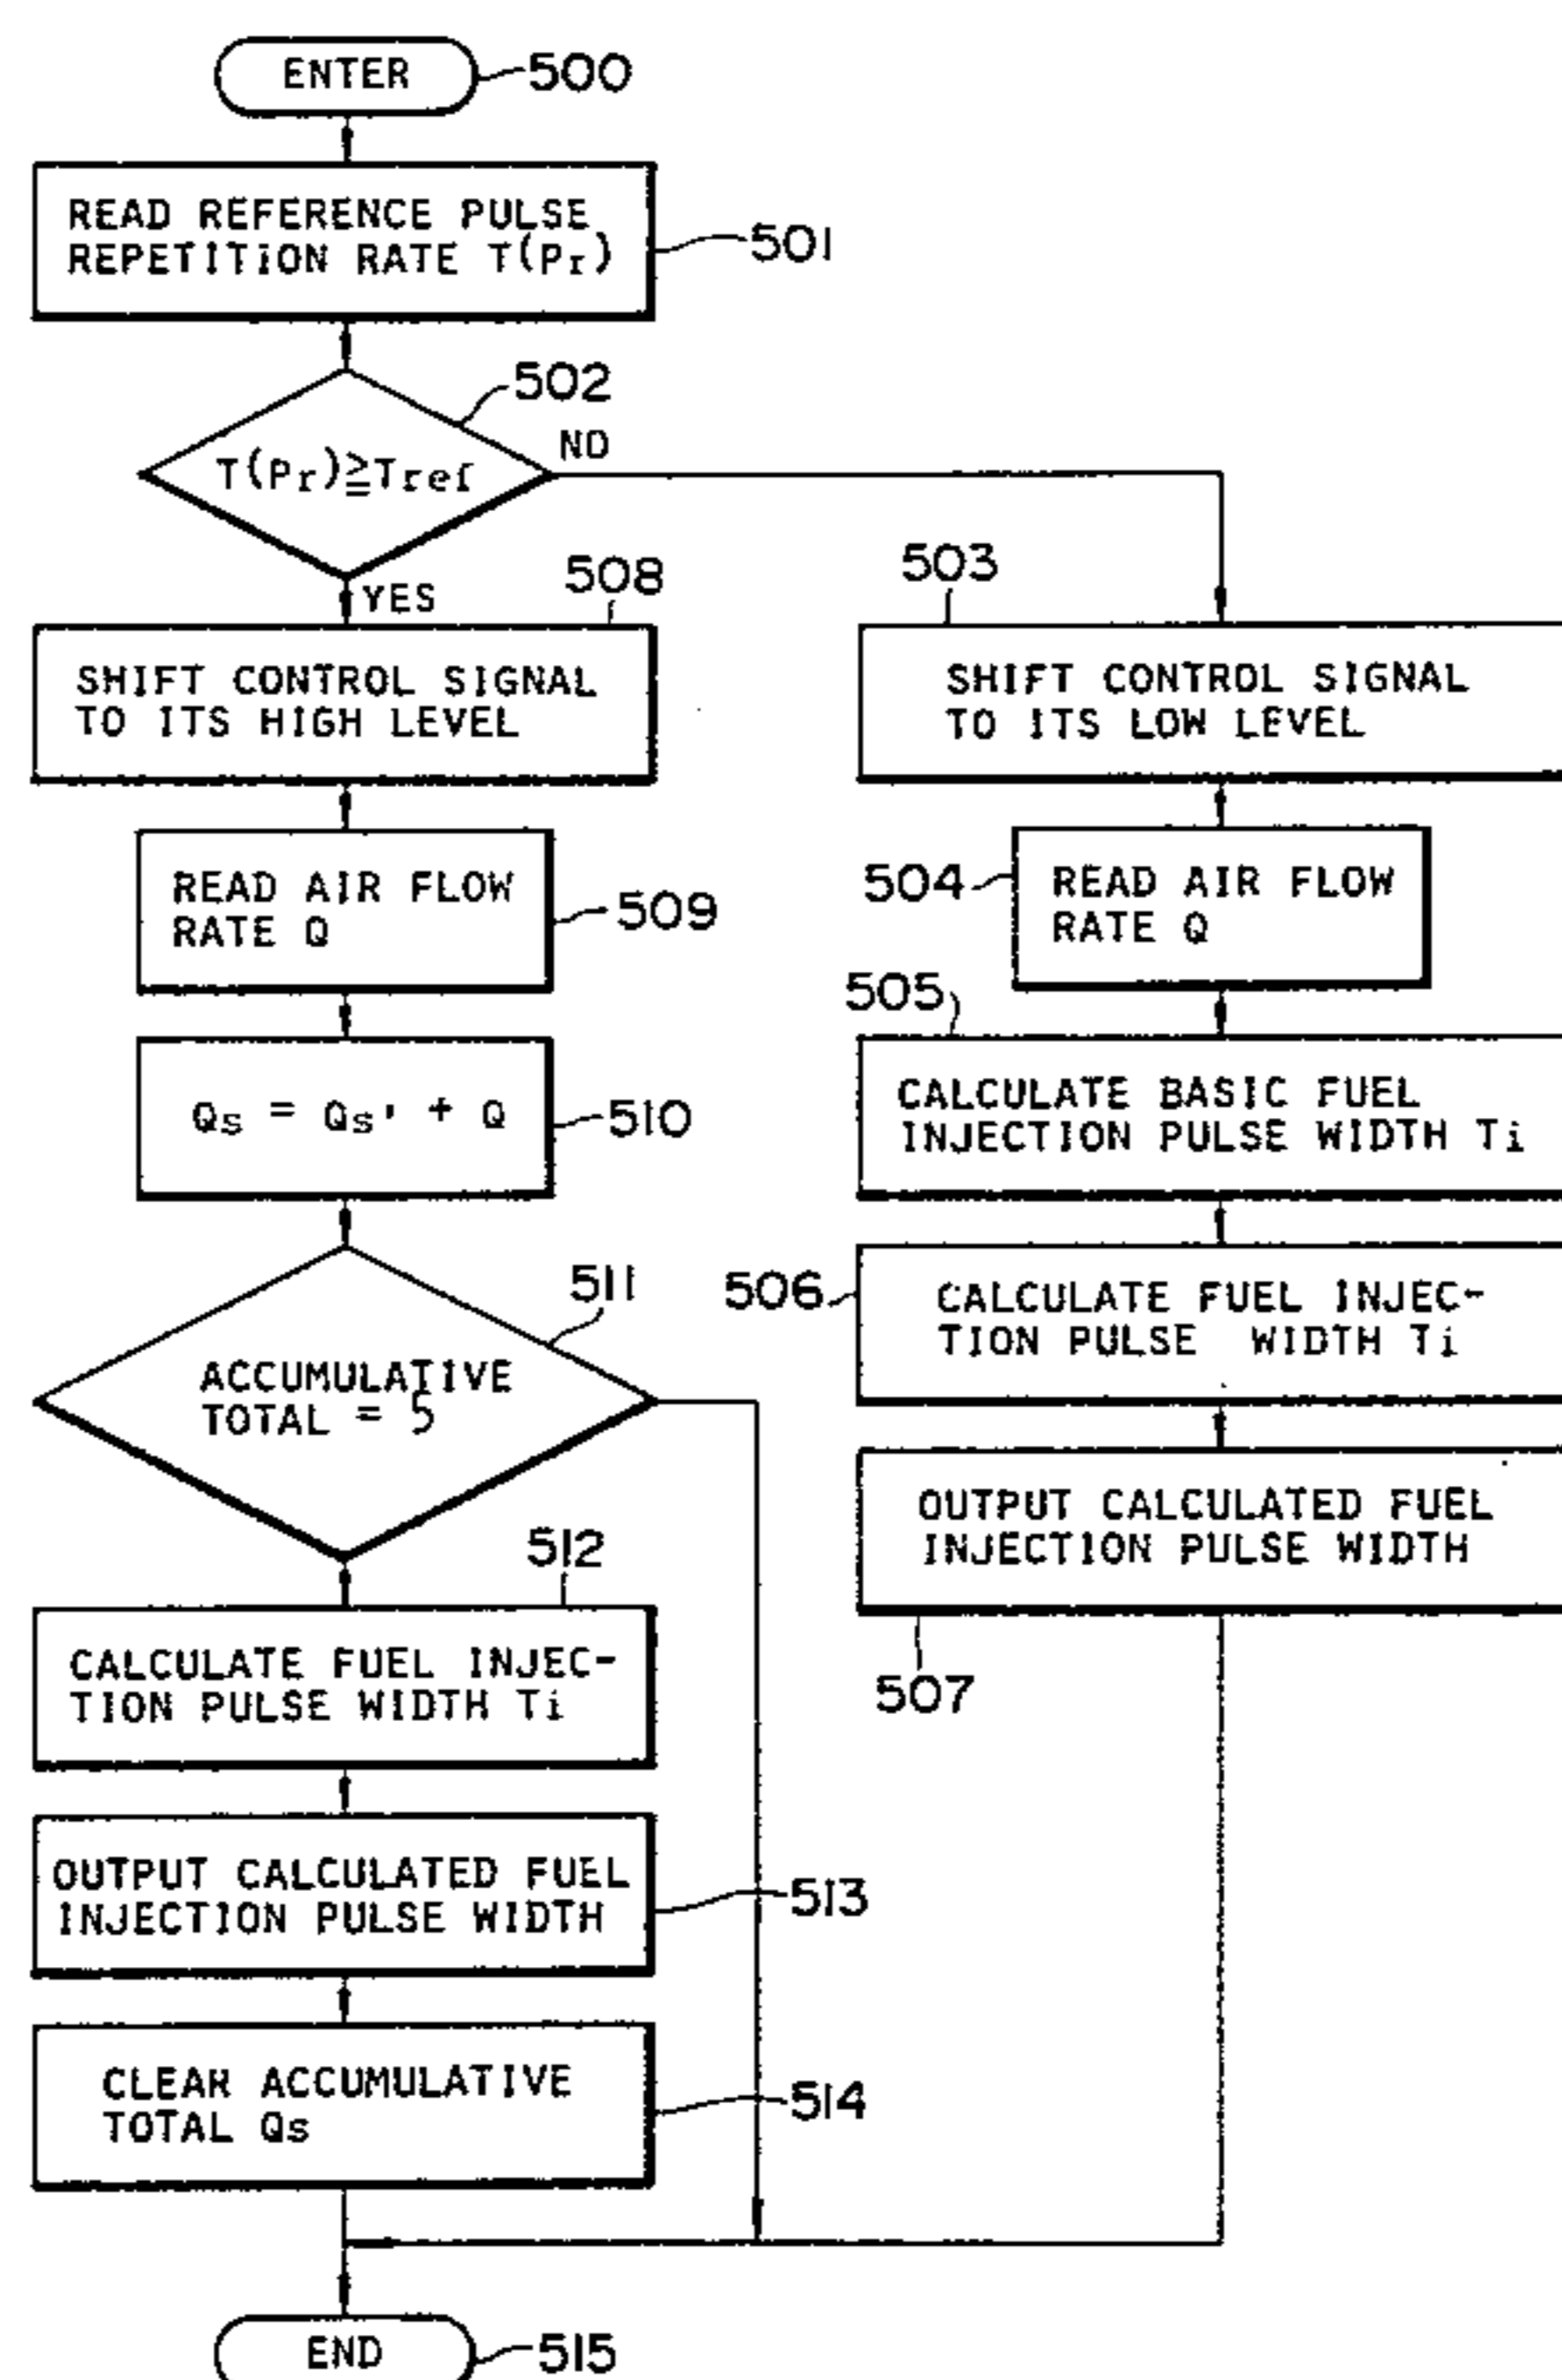 ENTER
500
READ REFERENCE PULSE
REPETITION RATE T(Pr)
501
502
T(Pr)≧Tref
NO
YES
508
SHIFT CONTROL SIGNAL
TO ITS HIGH LEVEL
503
SHIFT CONTROL SIGNAL
TO ITS LOW LEVEL
READ AIR FLOW
RATE Q
509
504
READ AIR FLOW
RATE Q
Qs = Qs' + Q
510
505
CALCULATE BASIC FUEL
INJECTION PULSE WIDTH Ti
511
ACCUMULATIVE
TOTAL = 5
506
CALCULATE FUEL INJEC-
TION PULSE WIDTH Ti
OUTPUT CALCULATED FUEL
INJECTION PULSE WIDTH
507
512
CALCULATE FUEL INJEC-
TION PULSE WIDTH Ti
OUTPUT CALCULATED FUEL
INJECTION PULSE WIDTH
513
CLEAR ACCUMULATIVE
TOTAL Qs
514
END
515